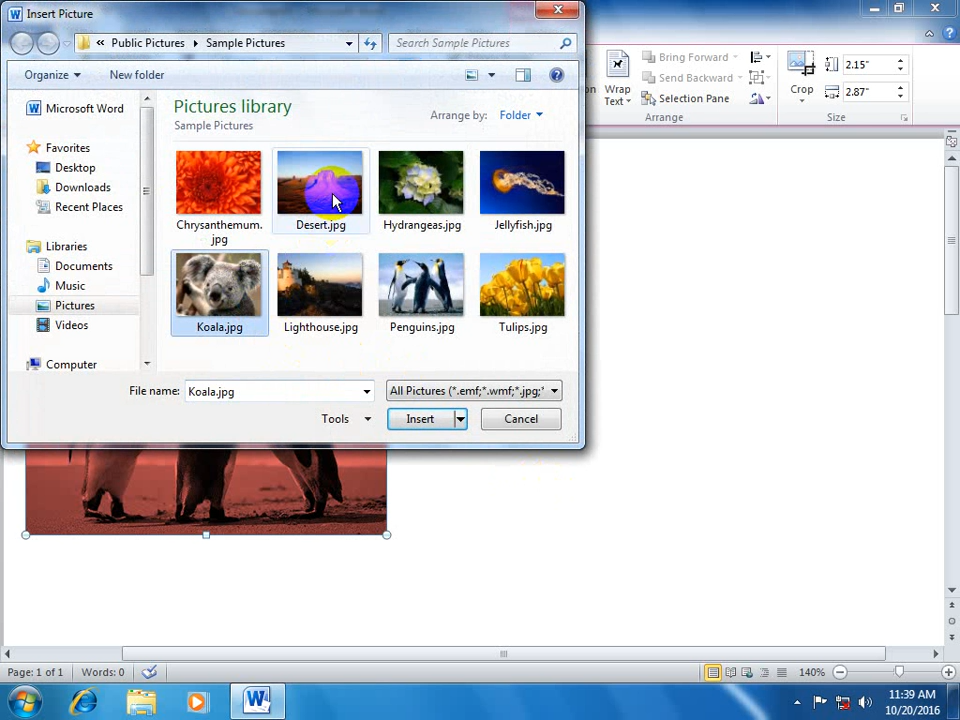 Insert Picture
« Public Pictures Sample Pictures
Search Sample Pictures
Organize
New folder
Microsoft Word
Favorites
Desktop
Downloads
Recent Places
Libraries
Documents
Music
Pictures
Videos
Computer
Pictures library
Sample Pictures
Arrange by: Folder
Chrysanthemum.
jpg
Desert.jpg
Hydrangeas.jpg
Jellyfish.jpg
Koala.jpg
Lighthouse.jpg
Penguins.jpg
Tulips.jpg
File name: Koala.jpg
All Pictures (*.emf;*.wmf;*.jpg;*
Tools
Insert
Cancel
Wrap
Text
Bring Forward
Send Backward
Selection Pane
Arrange
Crop
2.15"
2.87"
Size
Page: 1 of 1
Words: 0
140%
11:39 AM
10/20/2016